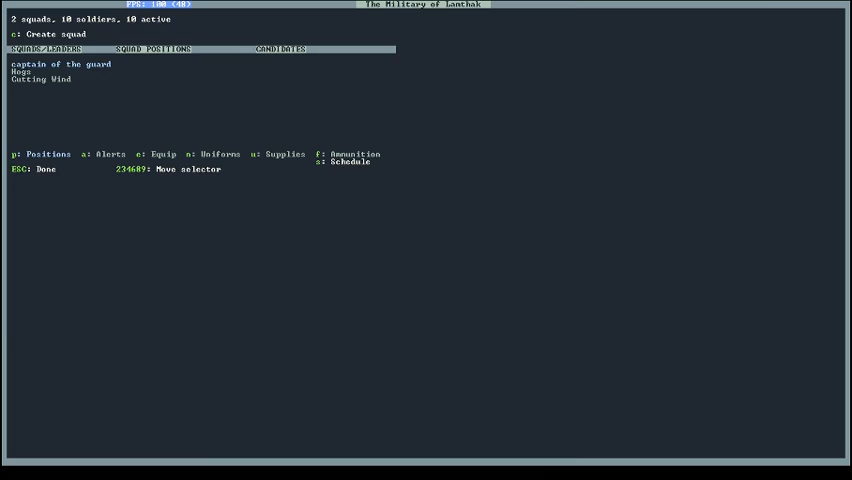 FPS: 100 (48)
The Military of Lamthak
2 squads, 10 soldiers, 10 active
c: Create squad
SQUADS/LEADERS SQUAD POSITIONS CANDIDATES
captain of the guard
Hogs
Cutting Wind
p: Positions a: Alerts e: Equip n: Uniforms u: Supplies f: Ammunition
s: Schedule
ESC: Done 234689: Move selector